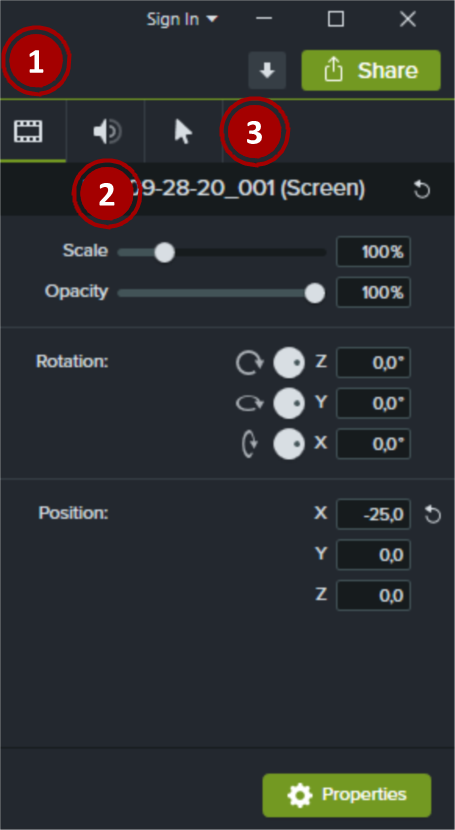 Sign In
1
Share
3
2
09-28-20_001 (Screen)
Scale 100%
Opacity 100%
Rotation: Z 0,0°
Y 0,0°
X 0,0°
Position: X -25,0
Y 0,0
Z 0,0
Properties